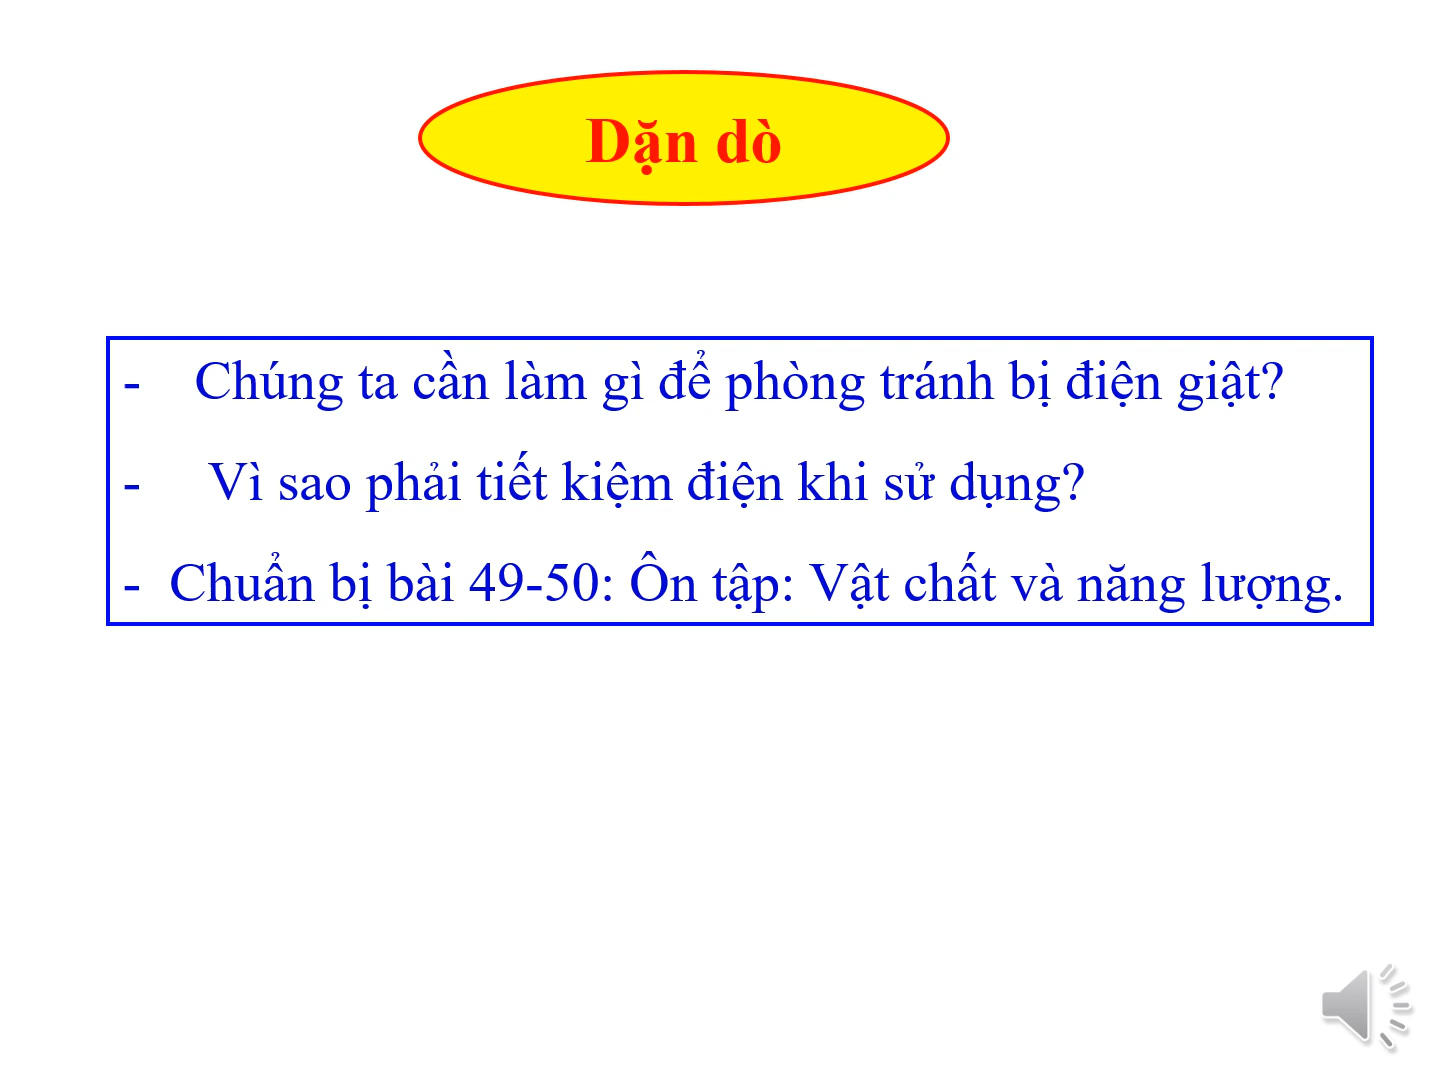 Dặn dò
- Chúng ta cần làm gì để phòng tránh bị điện giật?
- Vì sao phải tiết kiệm điện khi sử dụng?
- Chuẩn bị bài 49-50: Ôn tập: Vật chất và năng lượng.